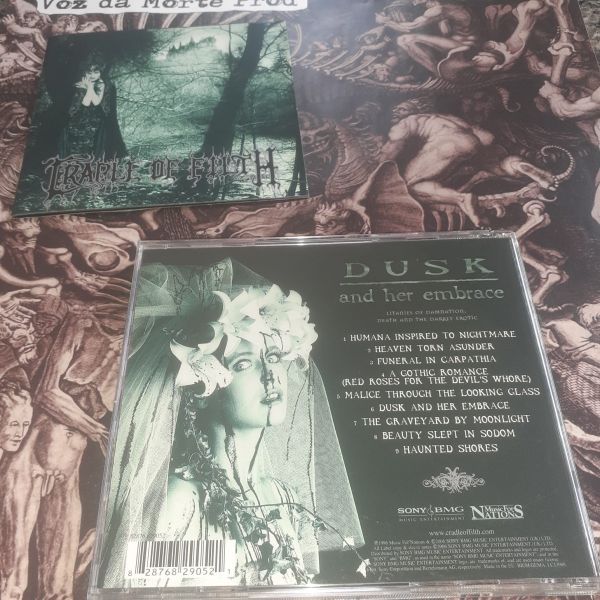 Voz da Morte Prod
CRADLE OF FILTH
DUSK
and her embrace
LITANIES OF DAMNATION,
DEATH AND THE DARKLY EROTIC
1 HUMANA INSPIRED TO NIGHTMARE
2 HEAVEN TORN ASUNDER
3 FUNERAL IN CARPATHIA
4 A GOTHIC ROMANCE
(RED ROSES FOR THE DEVIL'S WHORE)
5 MALICE THROUGH THE LOOKING GLASS
6 DUSK AND HER EMBRACE
7 THE GRAVEYARD BY MOONLIGHT
8 BEAUTY SLEPT IN SODOM
9 HAUNTED SHORES
SONY BMG
MUSIC ENTERTAINMENT
Music For
NATIONS
www.cradleoffilth.com
8 28768 29052 1